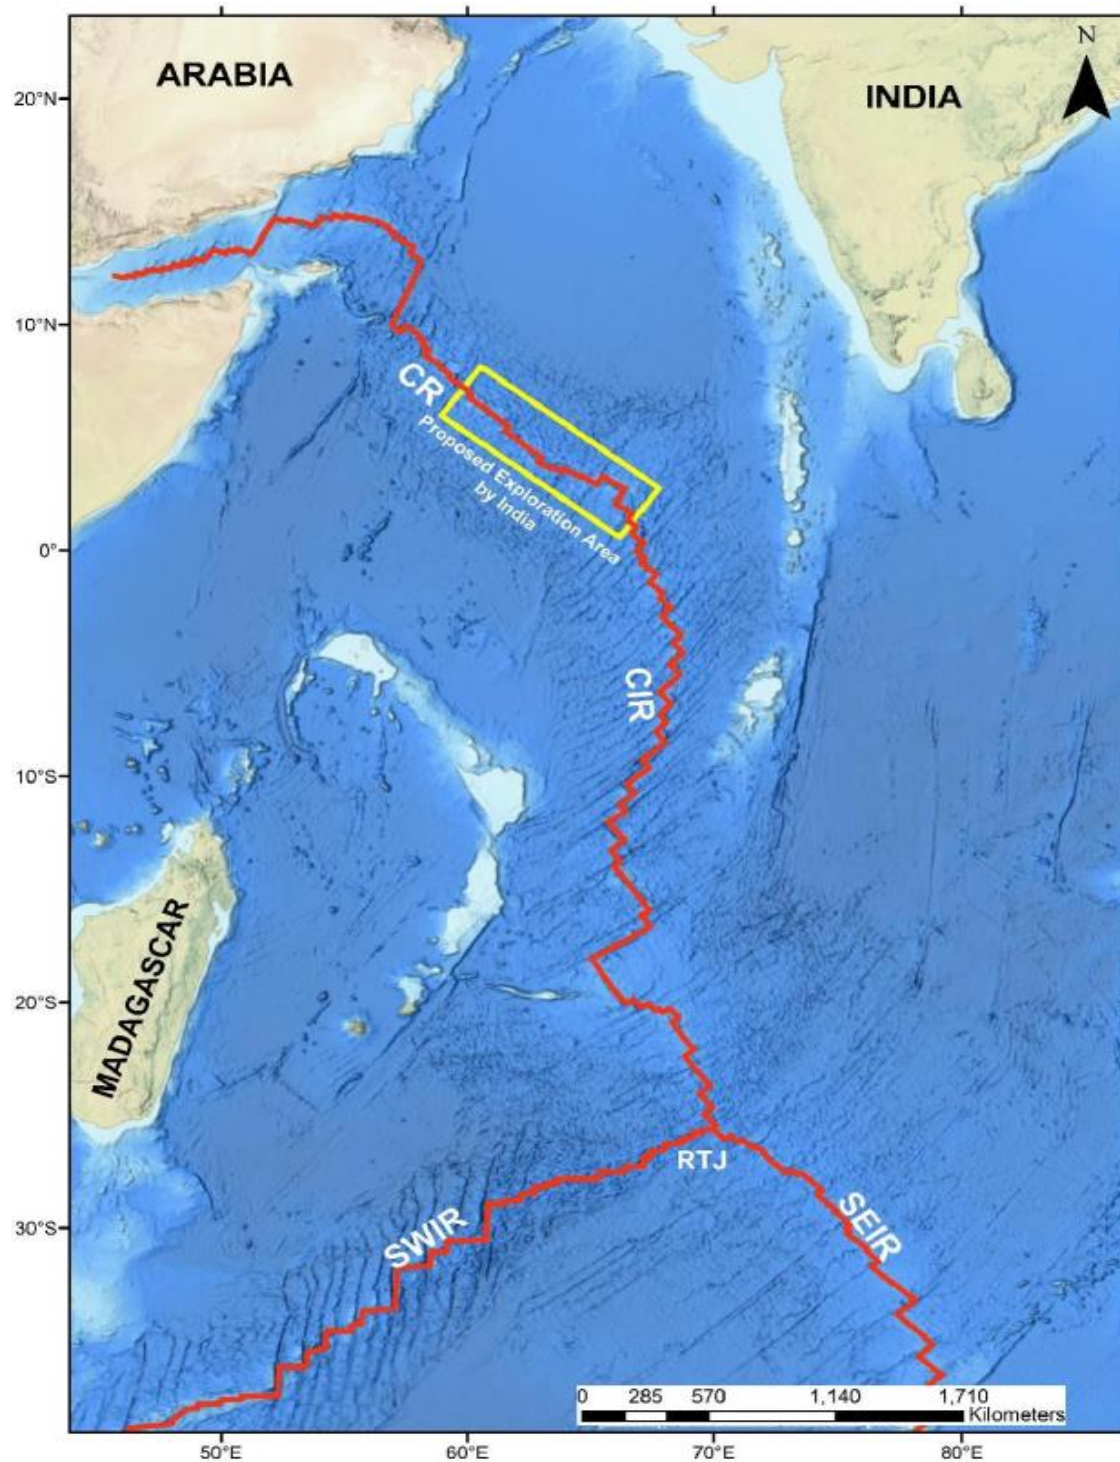 N
ARABIA
INDIA
20°N
10°N
CR
Proposed Exploration Area
by India
0°
CIR
10°S
MADAGASCAR
20°S
RTJ
30°S
SWIR
SEIR
0 285 570 1,140 1,710
Kilometers
50°E 60°E 70°E 80°E